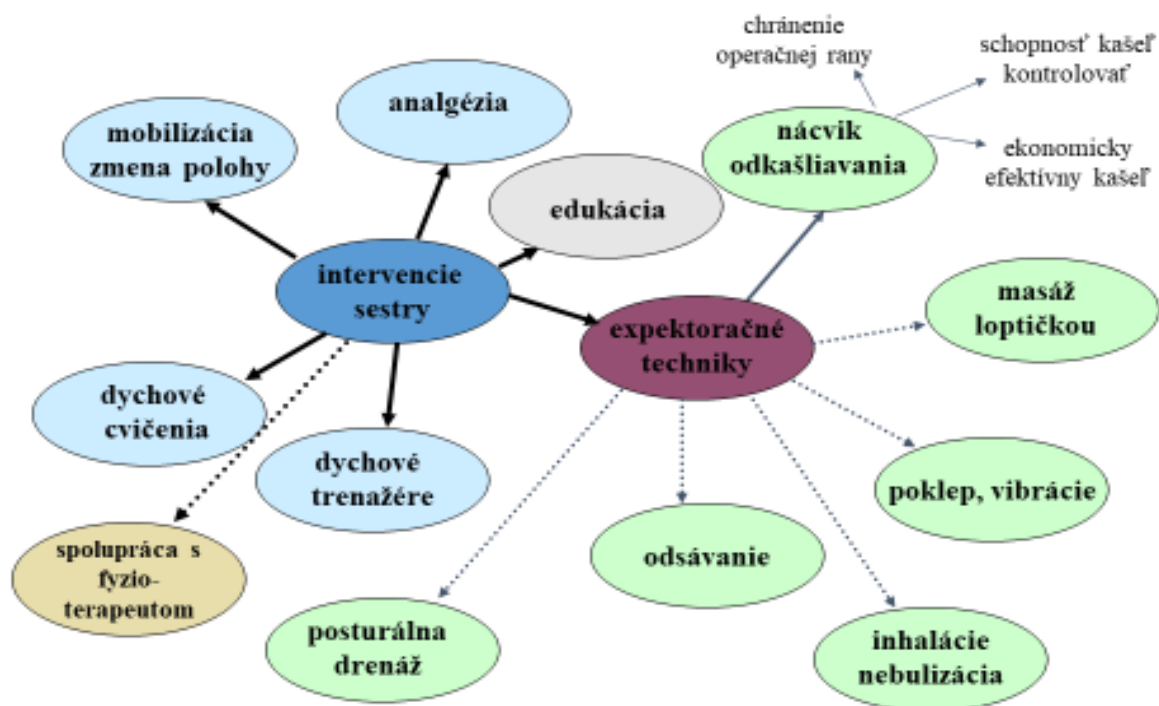 chránenie
operačnej rany
schopnosť kašeľ
kontrolovať
analgézia
mobilizácia
zmena polohy
nácvik
odkašliavania
ekonomicky
efektívny kašeľ
edukácia
intervencie
sestry
masáž
loptičkou
expektoračné
techniky
dychové
cvičenia
dychové
trenažére
poklep, vibrácie
spolupráca s
fyzio-
terapeutom
odsávanie
posturálna
drenáž
inhalácie
nebulizácia